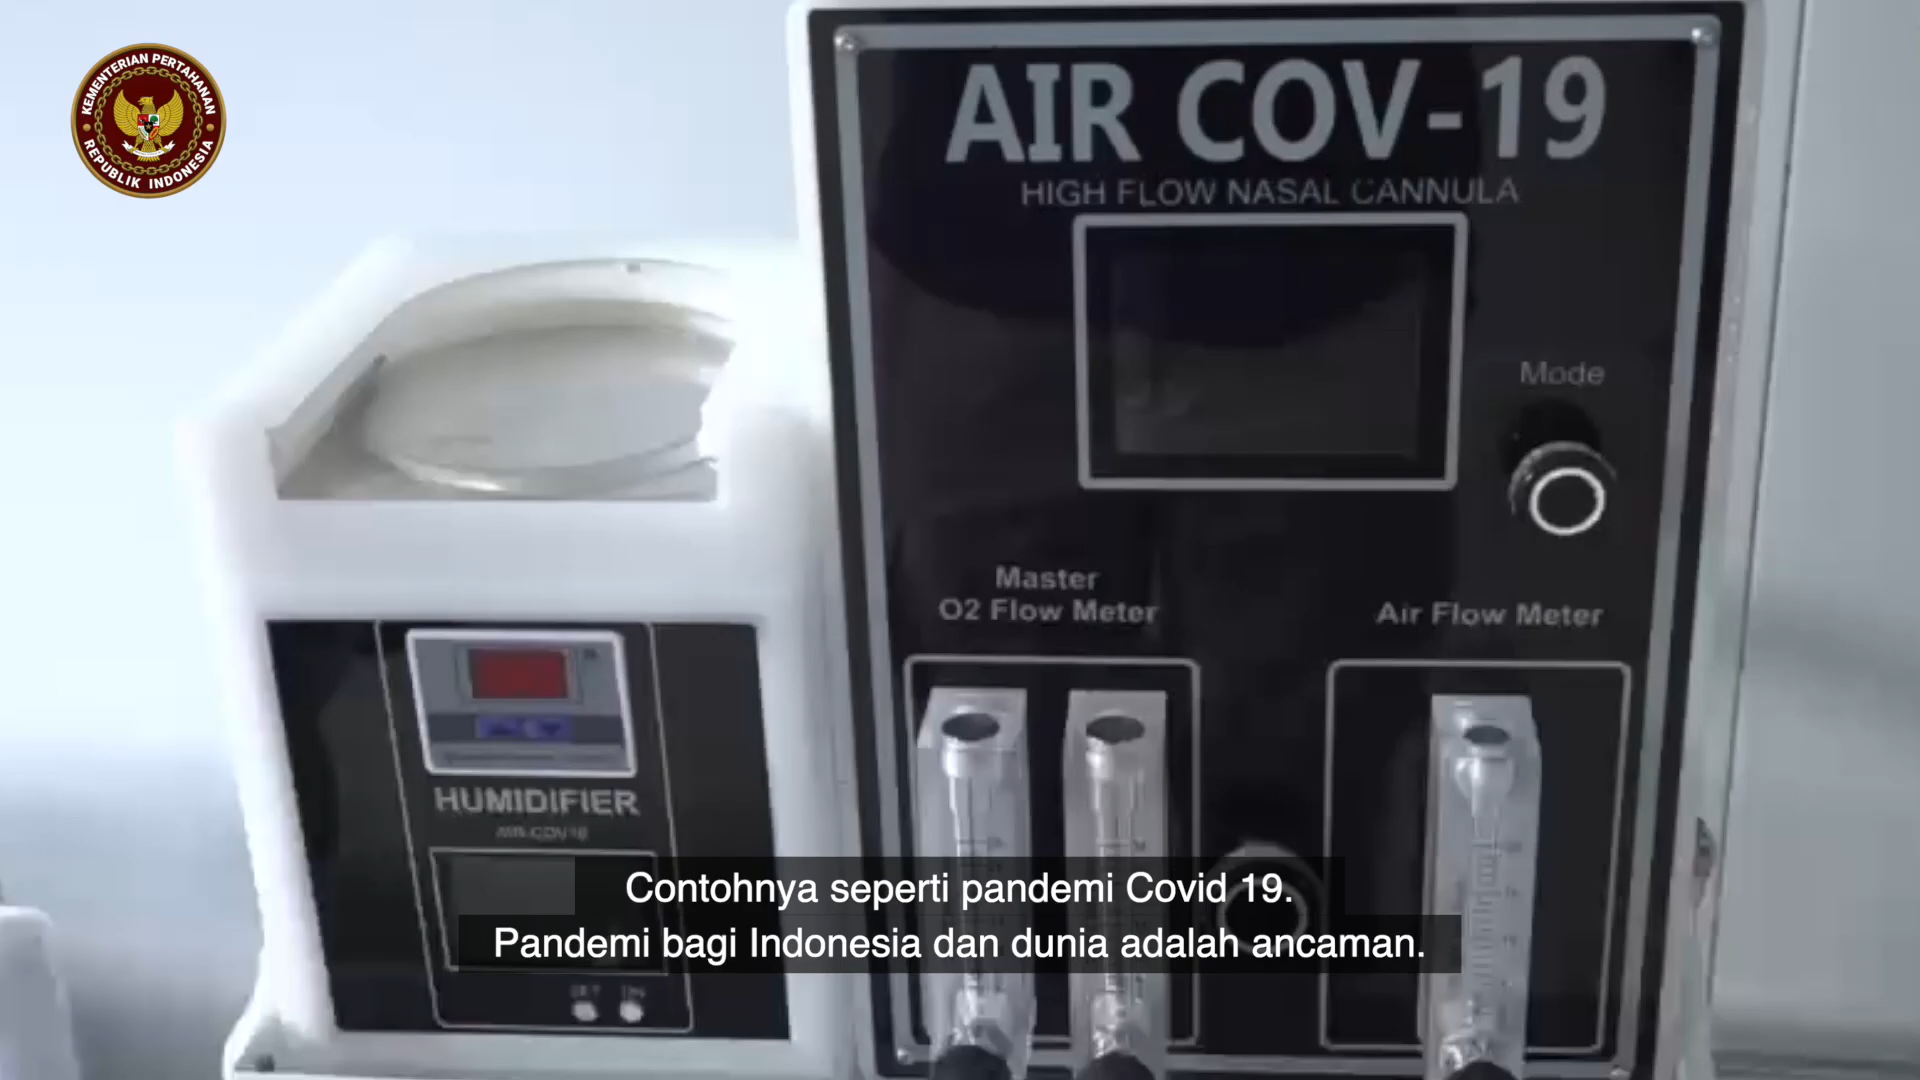 KEMENTERIAN PERTAHANAN
REPUBLIK INDONESIA
AIR COV-19
HIGH FLOW NASAL CANNULA
Mode
Master
O2 Flow Meter
Air Flow Meter
HUMIDIFIER
Contohnya seperti pandemi Covid 19.
Pandemi bagi Indonesia dan dunia adalah ancaman.